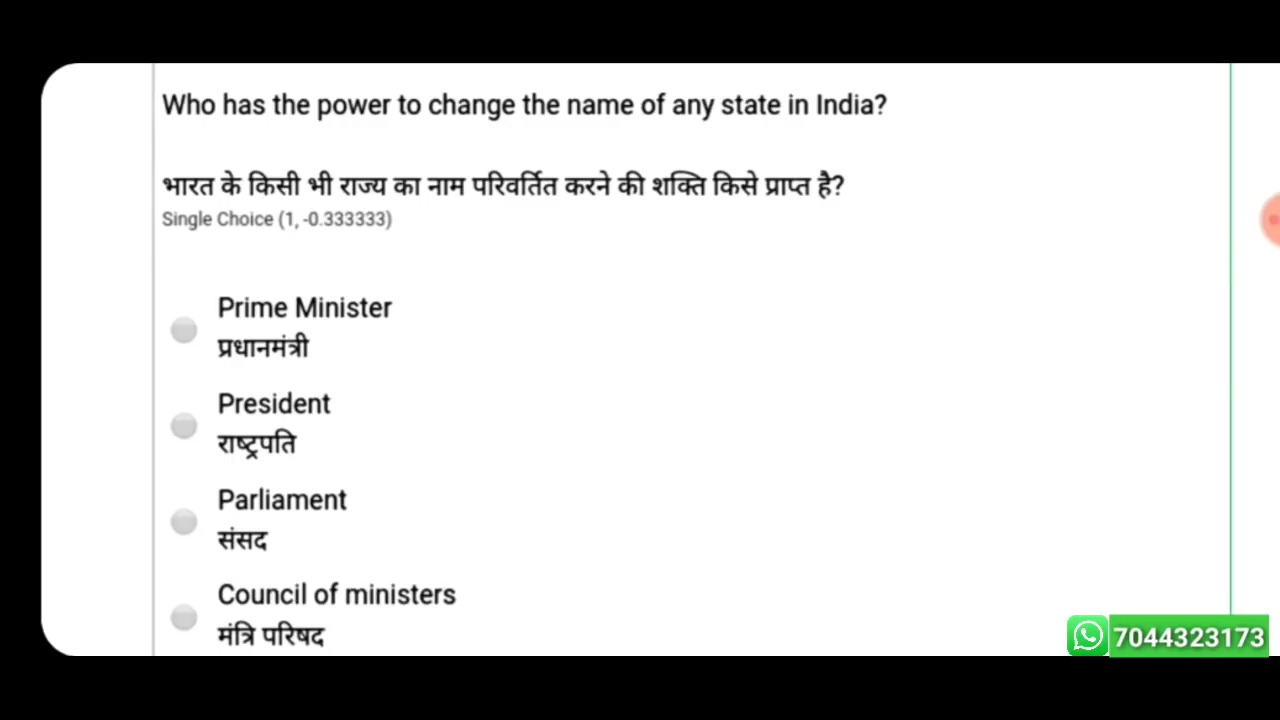 Who has the power to change the name of any state in India?
भारत के किसी भी राज्य का नाम परिवर्तित करने की शक्ति किसे प्राप्त है?
Single Choice (1, -0.333333)
Prime Minister
प्रधानमंत्री
President
राष्ट्रपति
Parliament
संसद
Council of ministers
मंत्रि परिषद
7044323173